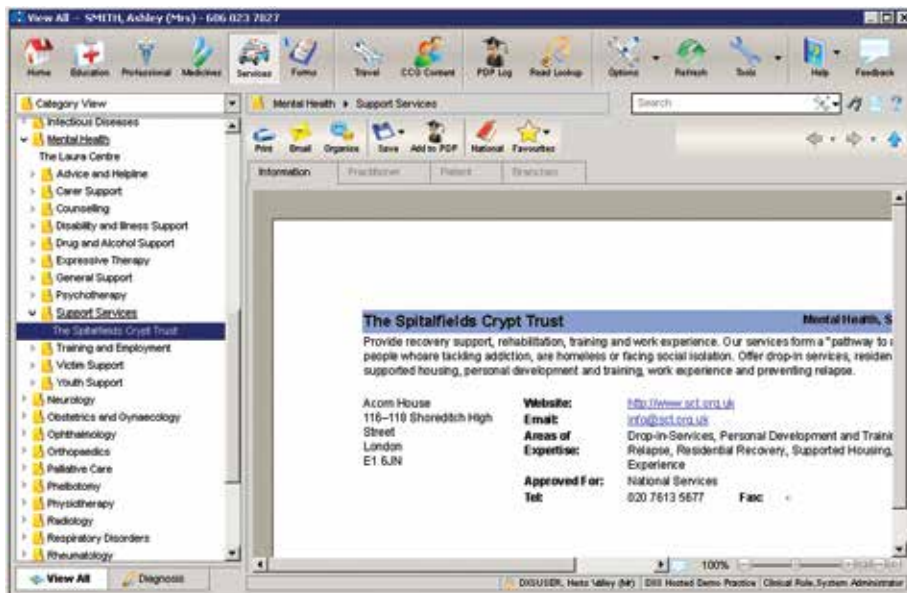 View All - SMITH, Ashley (Mrs) - 606 023 7827
Home Education Professional Medicines Services Forms Travel CCG Content PDP Log Read Lookup Options Refresh Tools Help Feedback
Category View
Mental Health Support Services
Search
Infectious Diseases
Mental Health
The Laura Centre
Advice and Helpline
Carer Support
Counselling
Disability and Illness Support
Drug and Alcohol Support
Expressive Therapy
General Support
Psychotherapy
Support Services
The Spitalfields Crypt Trust
Training and Employment
Victim Support
Youth Support
Neurology
Obstetrics and Gynaecology
Ophthalmology
Orthopaedics
Palliative Care
Phelbotomy
Physiotherapy
Radiology
Respiratory Disorders
Rheumatology
View All Diagnosis
Print Email Organise Save Add to PDP National Favourites
Information Practitioner Patient Branches
The Spitalfields Crypt Trust Mental Health, S
Provide recovery support, rehabilitation, training and work experience. Our services form a "pathway to
people whoare tackling addiction, are homeless or facing social isolation. Offer drop-in services, residen
supported housing, personal development and training, work experience and preventing relapse.
Acorn House
116-118 Shoreditch High
Street
London
E1 6JN
Website: http://www.sct.org.uk
Email: info@sct.org.uk
Areas of Drop-in-Services, Personal Development and Traini
Expertise: Relapse, Residential Recovery, Supported Housing,
Experience
Approved For: National Services
Tel: 020 7613 5677 Fax: -
100%
DXSUSER, Heinz Valley (Mr) DXS Hosted Demo Practice Clinical Role,System Administrator